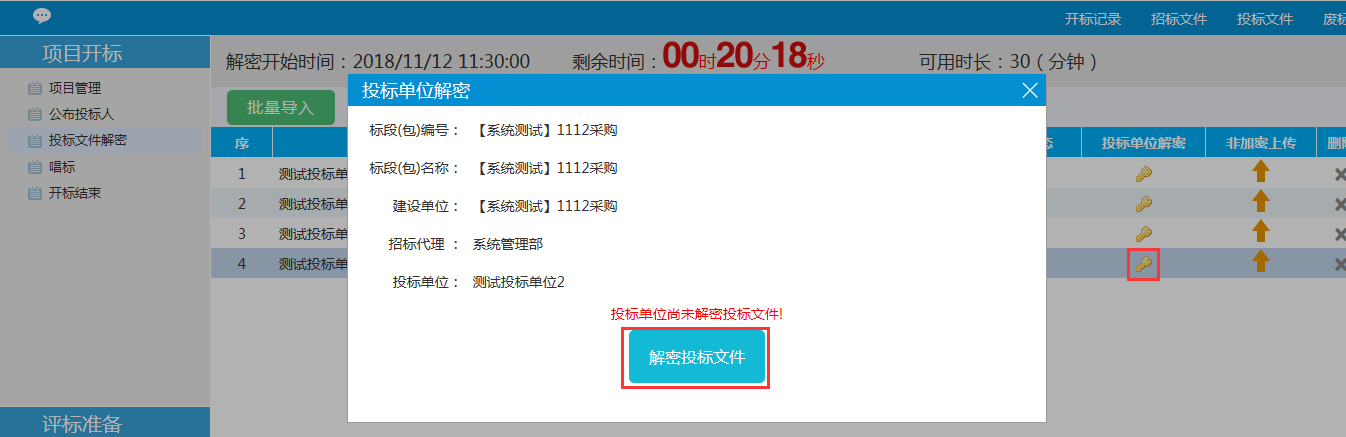 开标记录 招标文件 投标文件 废标
项目开标
项目管理
公布投标人
投标文件解密
唱标
开标结束
评标准备
解密开始时间：2018/11/12 11:30:00 剩余时间：00时20分18秒 可用时长：30（分钟）
批量导入
序 投标单位解密 非加密上传
1 测试投标单
2 测试投标单
3 测试投标单
4 测试投标单
投标单位解密
标段(包)编号： 【系统测试】1112采购
标段(包)名称： 【系统测试】1112采购
建设单位： 【系统测试】1112采购
招标代理 ： 系统管理部
投标单位： 测试投标单位2
投标单位尚未解密投标文件!
解密投标文件